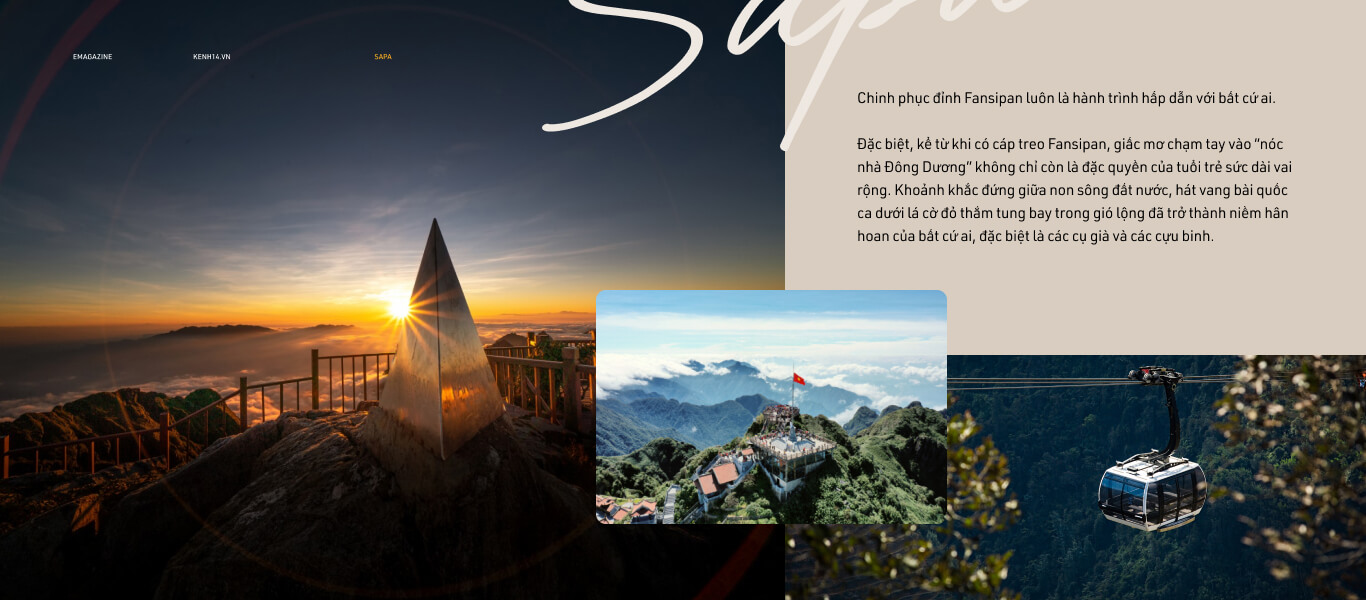 EMAGAZINE
KENH14.VN
SAPA
Sapa
Chinh phục đỉnh Fansipan luôn là hành trình hấp dẫn với bất cứ ai.
Đặc biệt, kể từ khi có cáp treo Fansipan, giấc mơ chạm tay vào “nóc
nhà Đông Dương” không chỉ còn là đặc quyền của tuổi trẻ sức dài vai
rộng. Khoảnh khắc đứng giữa non sông đất nước, hát vang bài quốc
ca dưới lá cờ đỏ thắm tung bay trong gió lộng đã trở thành niềm hân
hoan của bất cứ ai, đặc biệt là các cụ già và các cựu binh.